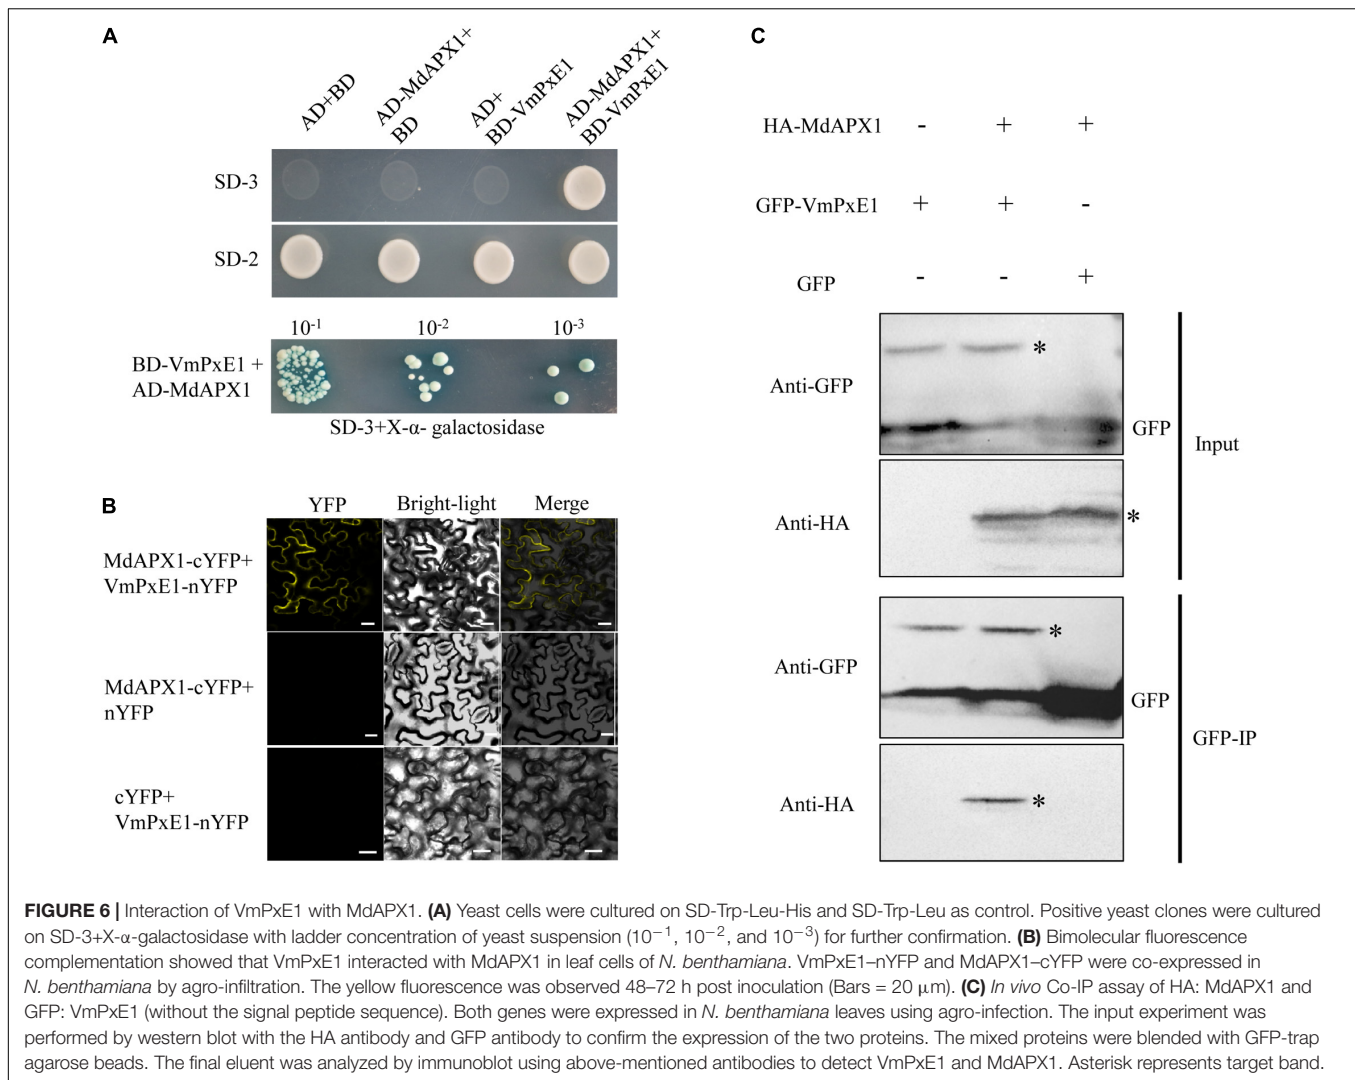 A
AD+BD
AD-MdAPX1+
BD
AD+
BD-VmPxE1
AD-MdAPX1+
BD-VmPxE1
SD-3
SD-2
10-1 10-2 10-3
BD-VmPxE1 +
AD-MdAPX1
SD-3+X-α- galactosidase
B
YFP Bright-light Merge
MdAPX1-cYFP+
VmPxE1-nYFP
MdAPX1-cYFP+
nYFP
cYFP+
VmPxE1-nYFP
C
HA-MdAPX1 - + +
GFP-VmPxE1 + + -
GFP - - +
Anti-GFP * GFP
Input
Anti-HA *
Anti-GFP * GFP
GFP-IP
Anti-HA *
FIGURE 6 | Interaction of VmPxE1 with MdAPX1. (A) Yeast cells were cultured on SD-Trp-Leu-His and SD-Trp-Leu as control. Positive yeast clones were cultured
on SD-3+X-α-galactosidase with ladder concentration of yeast suspension (10−1, 10−2, and 10−3) for further confirmation. (B) Bimolecular fluorescence
complementation showed that VmPxE1 interacted with MdAPX1 in leaf cells of N. benthamiana. VmPxE1–nYFP and MdAPX1–cYFP were co-expressed in
N. benthamiana by agro-infiltration. The yellow fluorescence was observed 48–72 h post inoculation (Bars = 20 μm). (C) In vivo Co-IP assay of HA: MdAPX1 and
GFP: VmPxE1 (without the signal peptide sequence). Both genes were expressed in N. benthamiana leaves using agro-infection. The input experiment was
performed by western blot with the HA antibody and GFP antibody to confirm the expression of the two proteins. The mixed proteins were blended with GFP-trap
agarose beads. The final eluent was analyzed by immunoblot using above-mentioned antibodies to detect VmPxE1 and MdAPX1. Asterisk represents target band.